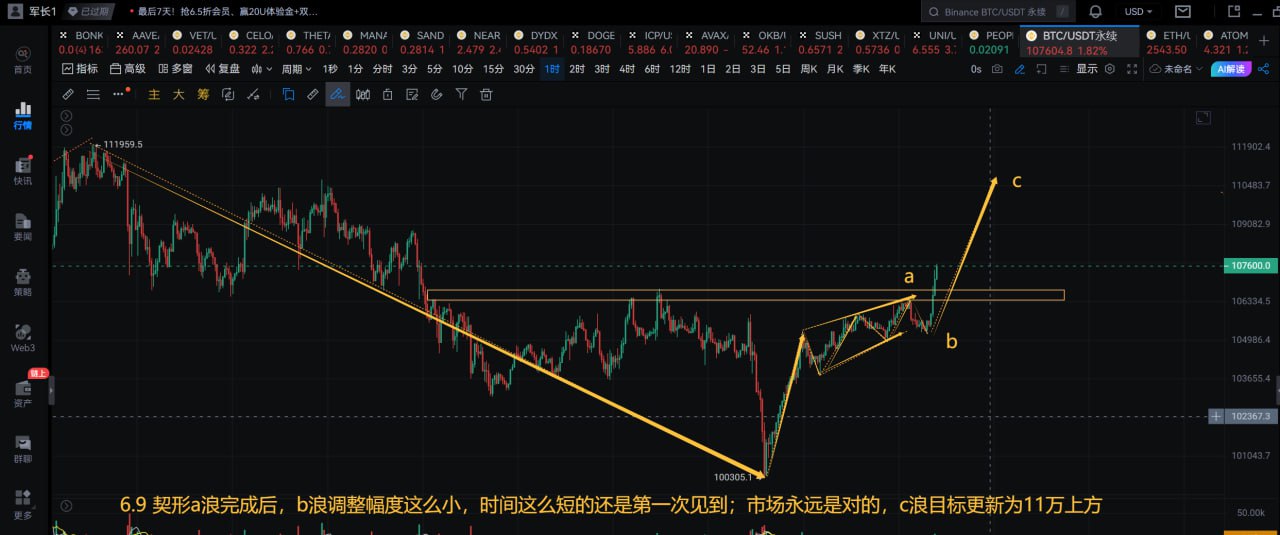 军长1 已过期 最后7天！抢6.5折会员、赢20U体验金+双... Binance BTC/USDT 永续 / USD
BONK AAVE/ VET/U CELO/ THETA MANA SAND LINK/U NEAR DYDX DOGE ICPUS AVAX/ OKB/U SUSH XTZ/U UNI/U PEOPL BTC/USDT永续 ETH/U ATOM
0.0(4)16 260.07 2 0.02428 0.322 2. 0.766 0 0.2814 0.2814 1 2.479 2.4 0.5402 1 0.18670 5.886 6.0 20.890 -2 52.46 1. 0.6571 2 0.5736 0 6.555 3. 0.02091 107604.8 1.82% 2543.50 4.321 1.2
指标 高级 多窗 复盘 周期 1秒 1分 分时 3分 5分 10分 15分 30分 1时 2时 3时 4时 6时 12时 1日 2日 3日 5日 周K 月K 季K 年K 0s 显示 未命名 AI解读
主 大 筹
首页
行情
快讯
要闻
策略
Web3
链上
资产
群聊
更多
111959.5
111902.4
110483.7
109082.9
107600.0
106334.5
104986.4
103655.4
102367.3
101043.7
50.00k
c
a
b
100305.1
6.9 契形a浪完成后，b浪调整幅度这么小，时间这么短的还是第一次见到；市场永远是对的，c浪目标更新为11万上方